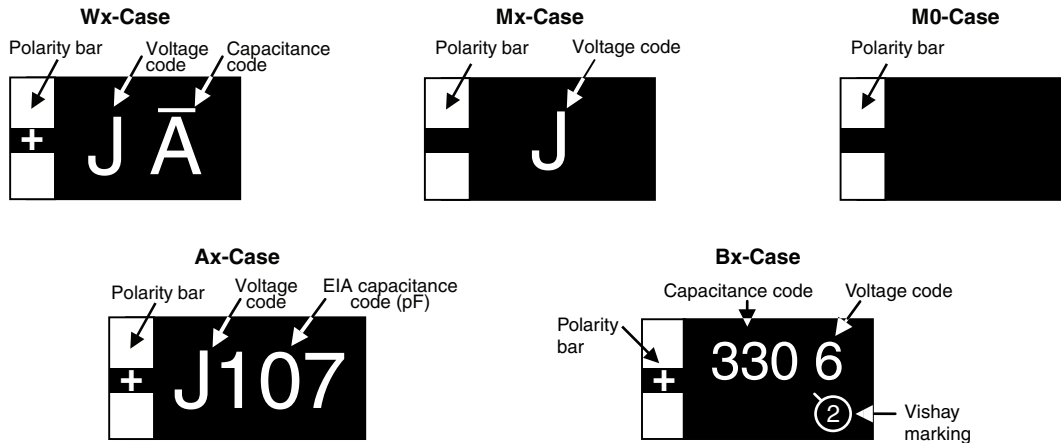 Wx-Case
Polarity bar
Voltage code
Capacitance code
+
J A̅
Mx-Case
Polarity bar
Voltage code
J
M0-Case
Polarity bar
Ax-Case
Polarity bar
Voltage code
EIA capacitance code (pF)
+
J107
Bx-Case
Capacitance code
Voltage code
Polarity bar
+
330 6
2
Vishay marking